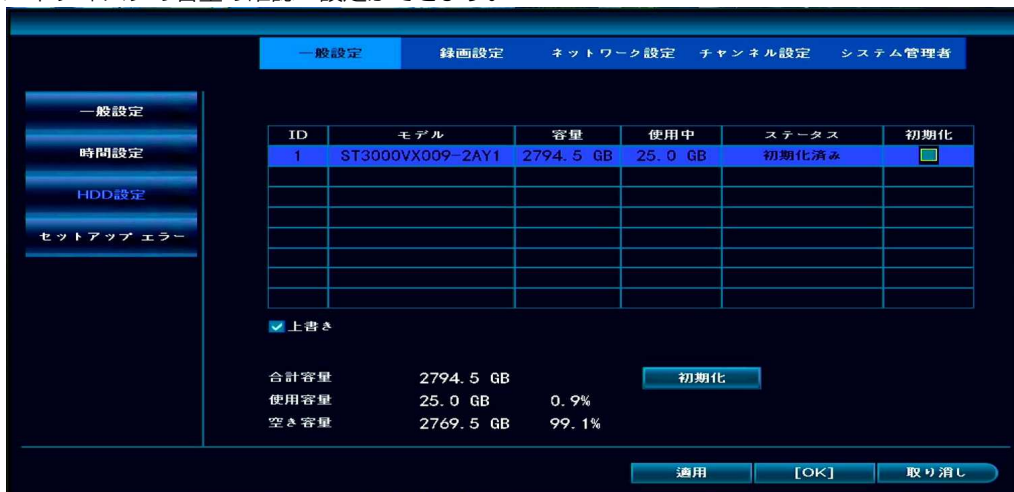 一般設定 録画設定 ネットワーク設定 チャンネル設定 システム管理者
一般設定
時間設定
HDD設定
セットアップ エラー
ID モデル 容量 使用中 ステータス 初期化
1 ST3000VX009-2AY1 2794.5 GB 25.0 GB 初期化済み
上書き
合計容量 2794.5 GB 初期化
使用容量 25.0 GB 0.9%
空き容量 2769.5 GB 99.1%
適用 [OK] 取り消し